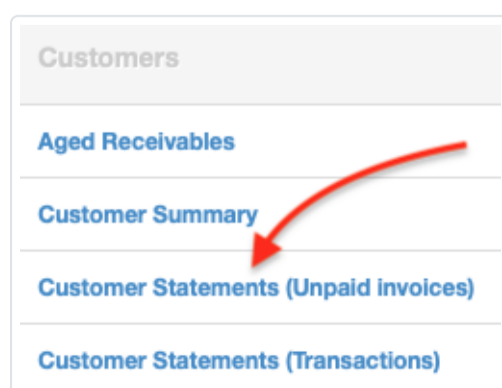 Customers
Aged Receivables
Customer Summary
Customer Statements (Unpaid invoices)
Customer Statements (Transactions)